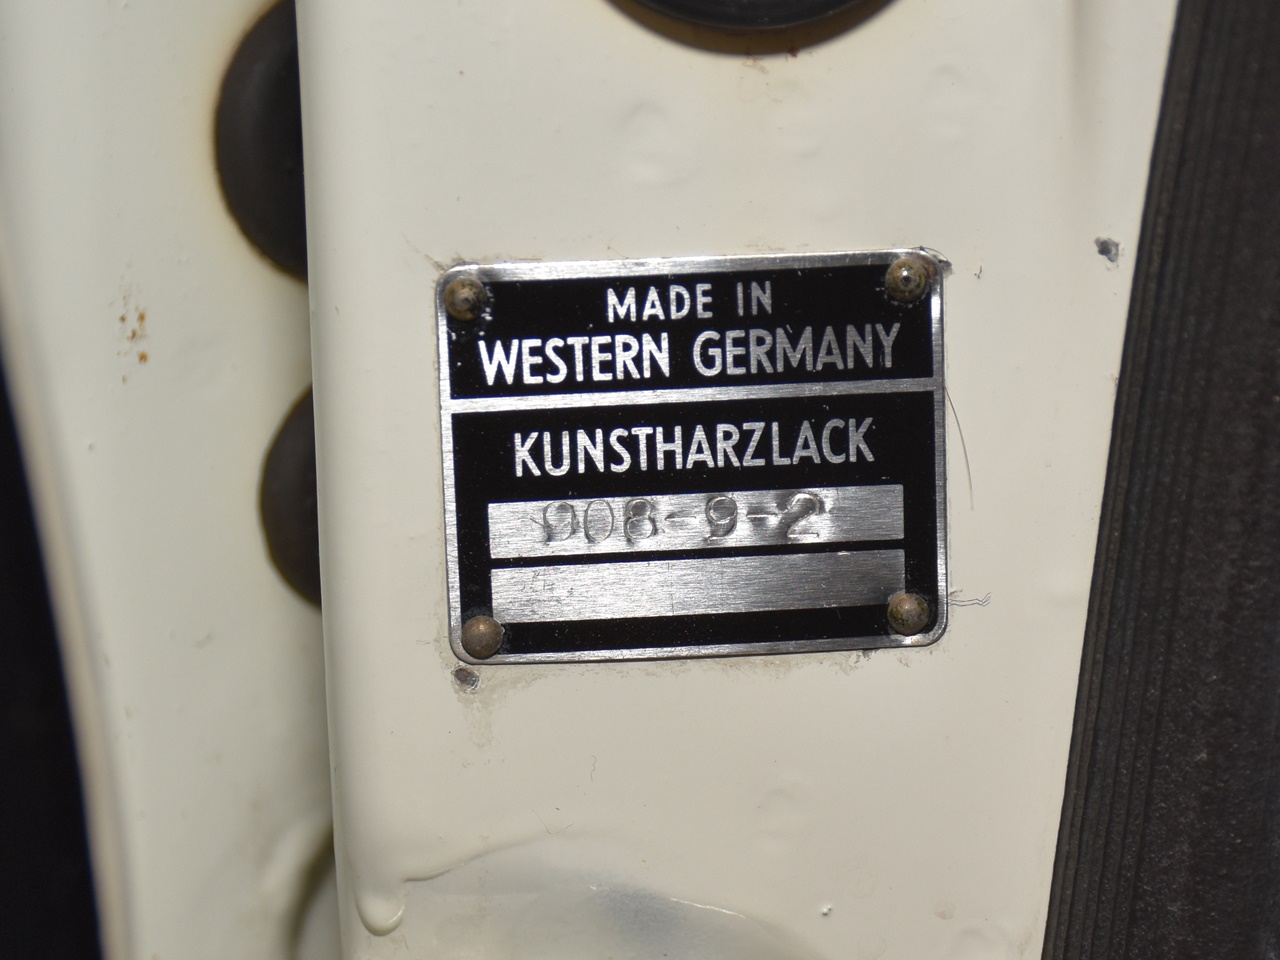 MADE IN
WESTERN GERMANY
KUNSTHARZLACK
908-9-2